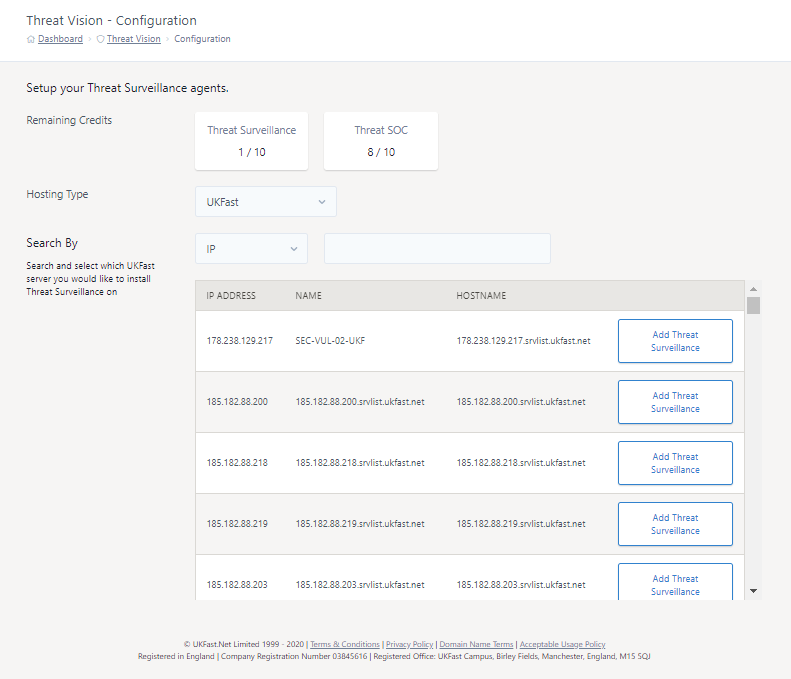 Threat Vision - Configuration
Dashboard Threat Vision Configuration
Setup your Threat Surveillance agents.
Remaining Credits
Threat Surveillance
1 / 10
Threat SOC
8 / 10
Hosting Type
UKFast
Search By
Search and select which UKFast
server you would like to install
Threat Surveillance on
IP
IP ADDRESS NAME HOSTNAME
178.238.129.217 SEC-VUL-02-UKF 178.238.129.217.srvlist.ukfast.net Add Threat
Surveillance
185.182.88.200 185.182.88.200.srvlist.ukfast.net 185.182.88.200.srvlist.ukfast.net Add Threat
Surveillance
185.182.88.218 185.182.88.218.srvlist.ukfast.net 185.182.88.218.srvlist.ukfast.net Add Threat
Surveillance
185.182.88.219 185.182.88.219.srvlist.ukfast.net 185.182.88.219.srvlist.ukfast.net Add Threat
Surveillance
185.182.88.203 185.182.88.203.srvlist.ukfast.net 185.182.88.203.srvlist.ukfast.net Add Threat
Surveillance
© UKFast.Net Limited 1999 - 2020 | Terms & Conditions | Privacy Policy | Domain Name Terms | Acceptable Usage Policy
Registered in England | Company Registration Number 03845616 | Registered Office: UKFast Campus, Birley Fields, Manchester, England, M15 5QJ